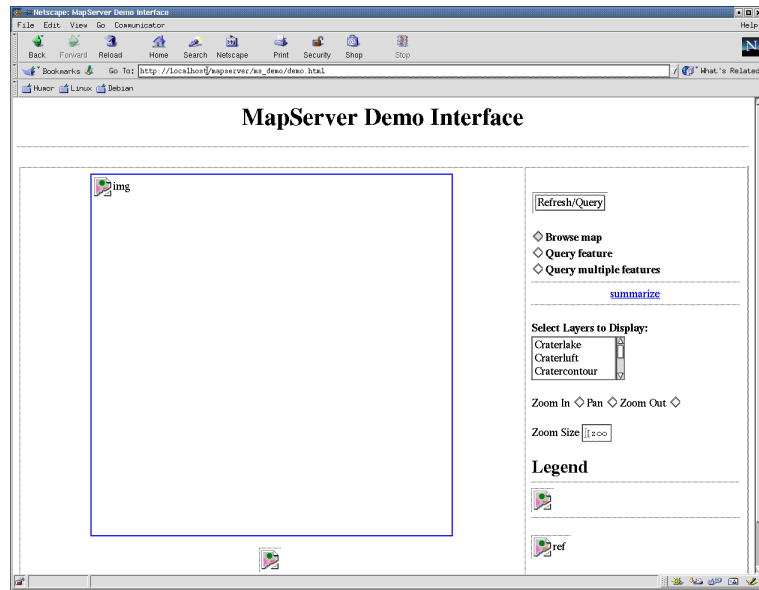 Netscape: MapServer Demo Interface
File Edit View Go Communicator Help
Back Forward Reload Home Search Netscape Print Security Shop Stop
Bookmarks Go To: http://localhost/mapserver/ms_demo/demo.html What's Related
Humor Linux Debian
MapServer Demo Interface
img
Refresh/Query
Browse map
Query feature
Query multiple features
summarize
Select Layers to Display:
Craterlake
Craterluft
Cratercontour
Zoom In Pan Zoom Out
Zoom Size [zoo
Legend
ref